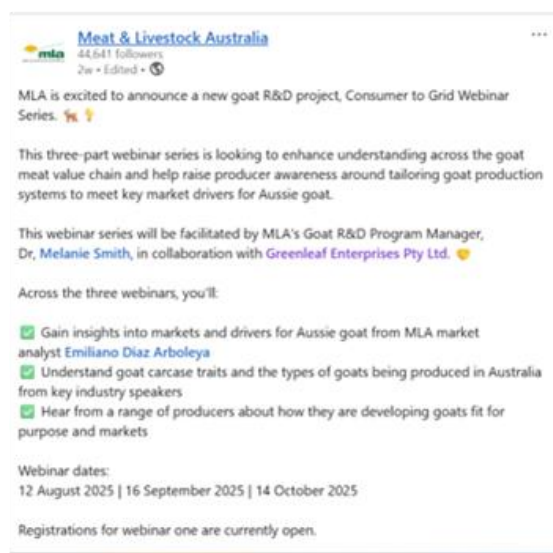 Meat & Livestock Australia
mla
44,641 followers
2w • Edited •
MLA is excited to announce a new goat R&D project, Consumer to Grid Webinar
Series.
This three-part webinar series is looking to enhance understanding across the goat
meat value chain and help raise producer awareness around tailoring goat production
systems to meet key market drivers for Aussie goat.
This webinar series will be facilitated by MLA's Goat R&D Program Manager,
Dr, Melanie Smith, in collaboration with Greenleaf Enterprises Pty Ltd.
Across the three webinars, you'll:
✅ Gain insights into markets and drivers for Aussie goat from MLA market
analyst Emiliano Diaz Arboleya
✅ Understand goat carcase traits and the types of goats being produced in Australia
from key industry speakers
✅ Hear from a range of producers about how they are developing goats fit for
purpose and markets
Webinar dates:
12 August 2025 | 16 September 2025 | 14 October 2025
Registrations for webinar one are currently open.